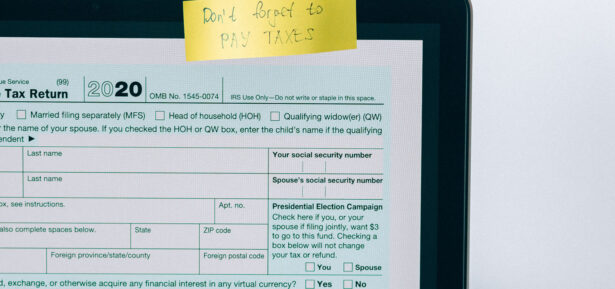 Don't forget to
PAY TAXES
ue Service (99)
Tax Return 2020 OMB No. 1545-0074 IRS Use Only—Do not write or staple in this space.
y Married filing separately (MFS) Head of household (HOH) Qualifying widow(er) (QW)
the name of your spouse. If you checked the HOH or QW box, enter the child's name if the qualifying
endent ▶
Last name Your social security number
Last name Spouse's social security number
ox, see instructions. Apt. no. Presidential Election Campaign
Check here if you, or your
spouse if filing jointly, want $3
to go to this fund. Checking a
box below will not change
your tax or refund.
You Spouse
also complete spaces below. State ZIP code
Foreign province/state/county Foreign postal code
d, exchange, or otherwise acquire any financial interest in any virtual currency? Yes No